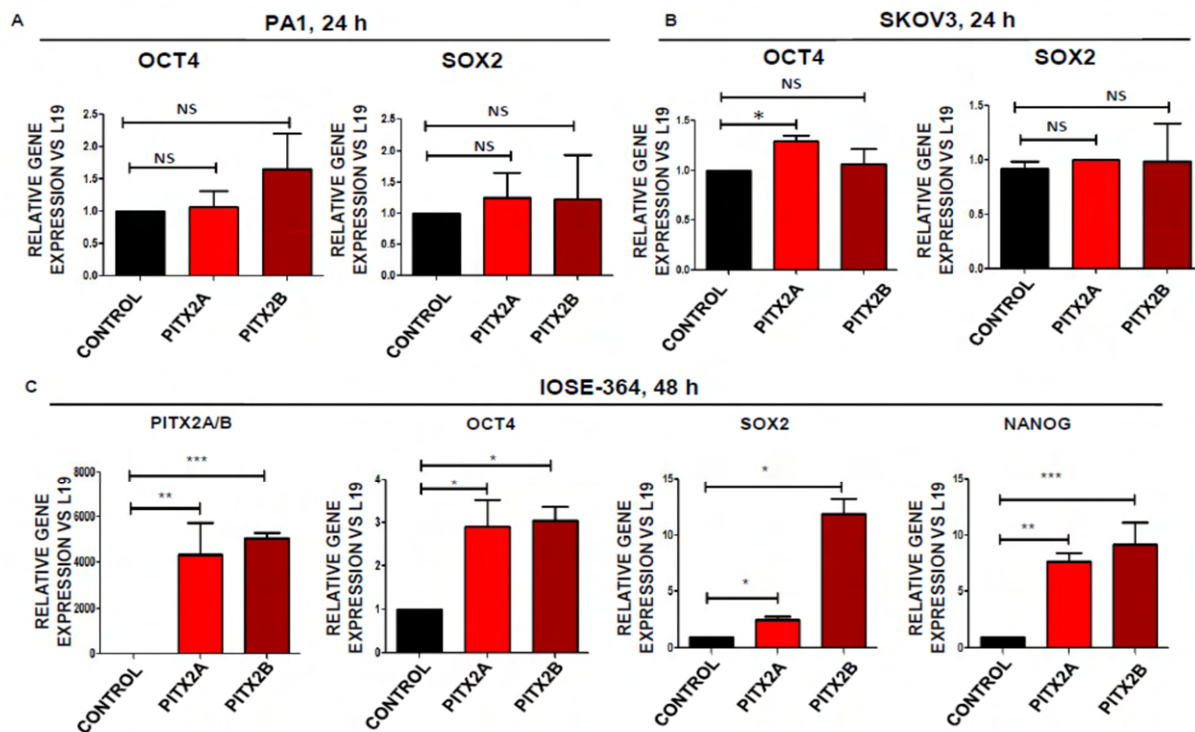 A
PA1, 24 h
OCT4
RELATIVE GENE
EXPRESSION VS L19
2.5
2.0
1.5
1.0
0.5
0.0
NS
NS
CONTROL
PITX2A
PITX2B
SOX2
RELATIVE GENE
EXPRESSION VS L19
2.5
2.0
1.5
1.0
0.5
0.0
NS
NS
CONTROL
PITX2A
PITX2B
B
SKOV3, 24 h
OCT4
RELATIVE GENE
EXPRESSION VS L19
1.5
1.0
0.5
0.0
NS
*
CONTROL
PITX2A
PITX2B
SOX2
RELATIVE GENE
EXPRESSION VS L19
1.5
1.0
0.5
0.0
NS
NS
CONTROL
PITX2A
PITX2B
C
IOSE-364, 48 h
PITX2A/B
RELATIVE GENE
EXPRESSION VS L19
8000
6000
4000
2000
0
***
**
CONTROL
PITX2A
PITX2B
OCT4
RELATIVE GENE
EXPRESSION VS L19
4
3
2
1
0
*
*
CONTROL
PITX2A
PITX2B
SOX2
RELATIVE GENE
EXPRESSION VS L19
15
10
5
0
*
*
CONTROL
PITX2A
PITX2B
NANOG
RELATIVE GENE
EXPRESSION VS L19
15
10
5
0
***
**
CONTROL
PITX2A
PITX2B